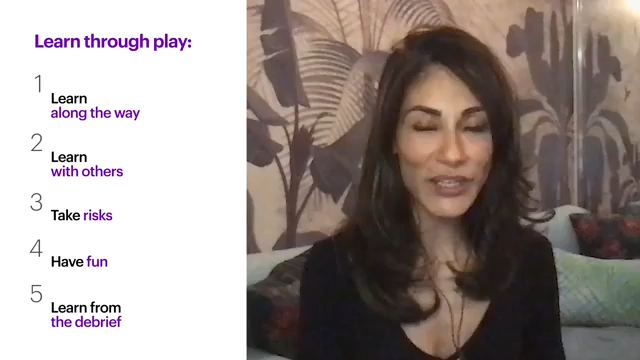 Learn through play:
1
Learn
along the way
2
Learn
with others
3
Take risks
4
Have fun
5
Learn from
the debrief